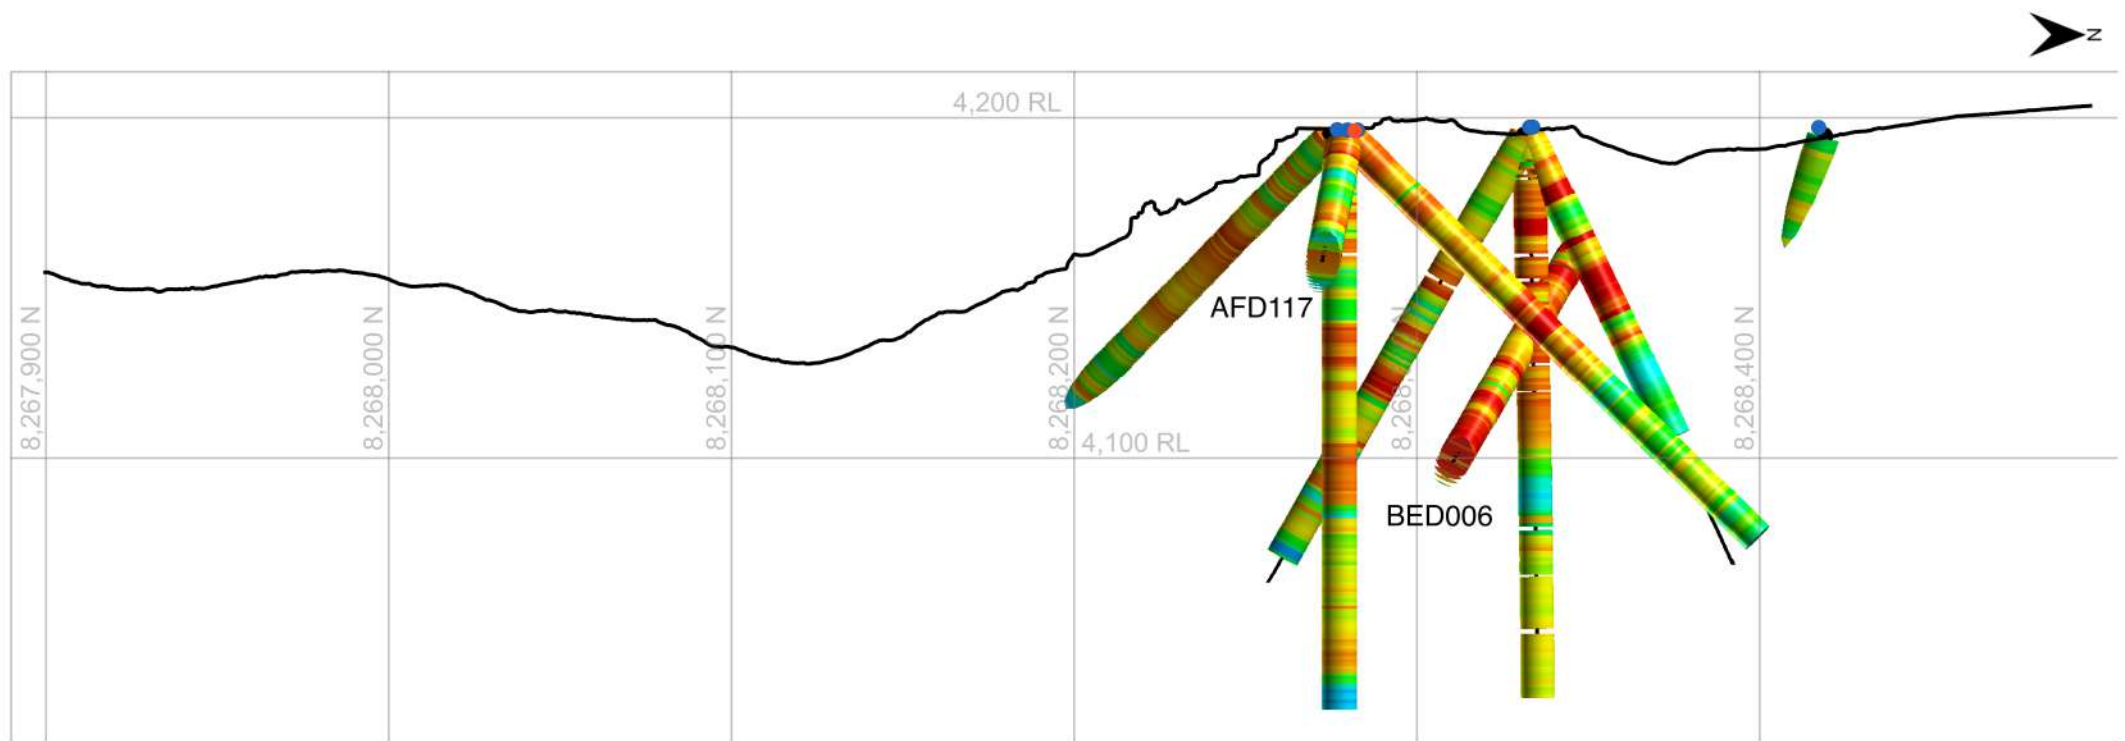 N
4,200 RL
8,267,900 N
8,268,000 N
8,268,100 N
8,268,200 N
AFD117
8,268,400 N
4,100 RL
BED006